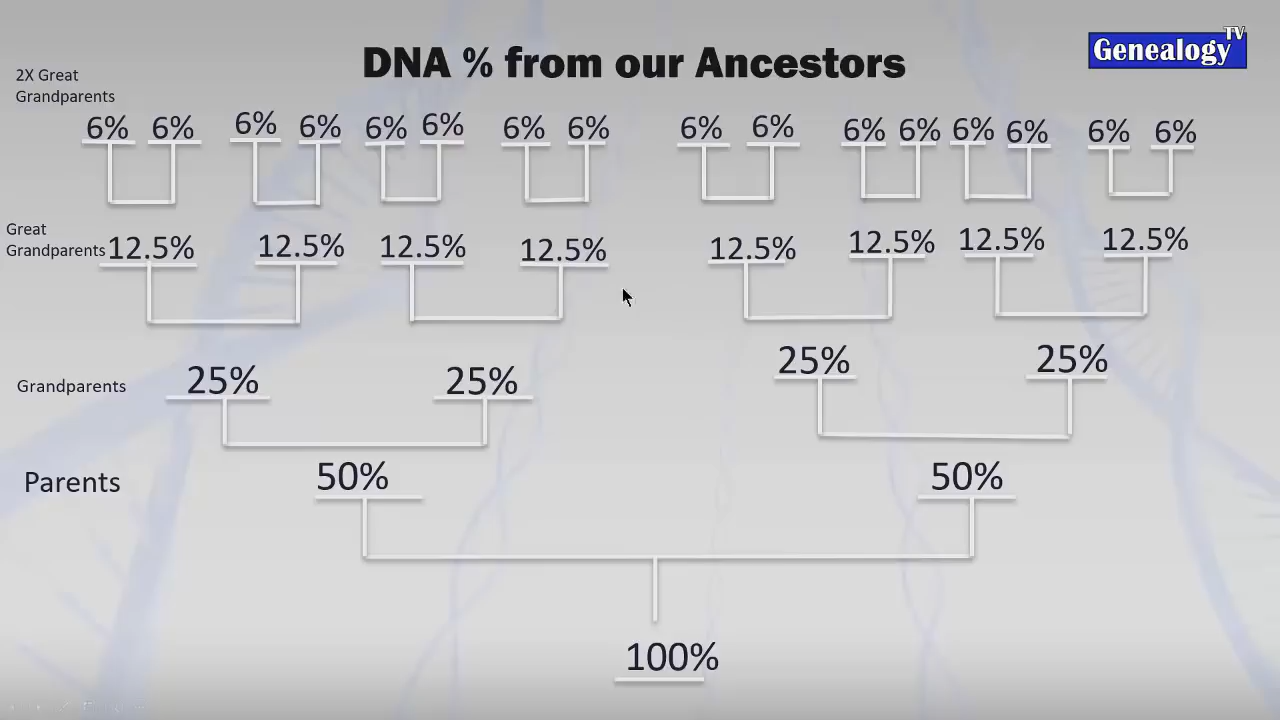 DNA % from our Ancestors
Genealogy TV
2X Great
Grandparents
6% 6% 6% 6% 6% 6% 6% 6% 6% 6% 6% 6% 6% 6% 6% 6%
Great
Grandparents
12.5% 12.5% 12.5% 12.5% 12.5% 12.5% 12.5% 12.5%
Grandparents
25% 25% 25% 25%
Parents
50% 50%
100%